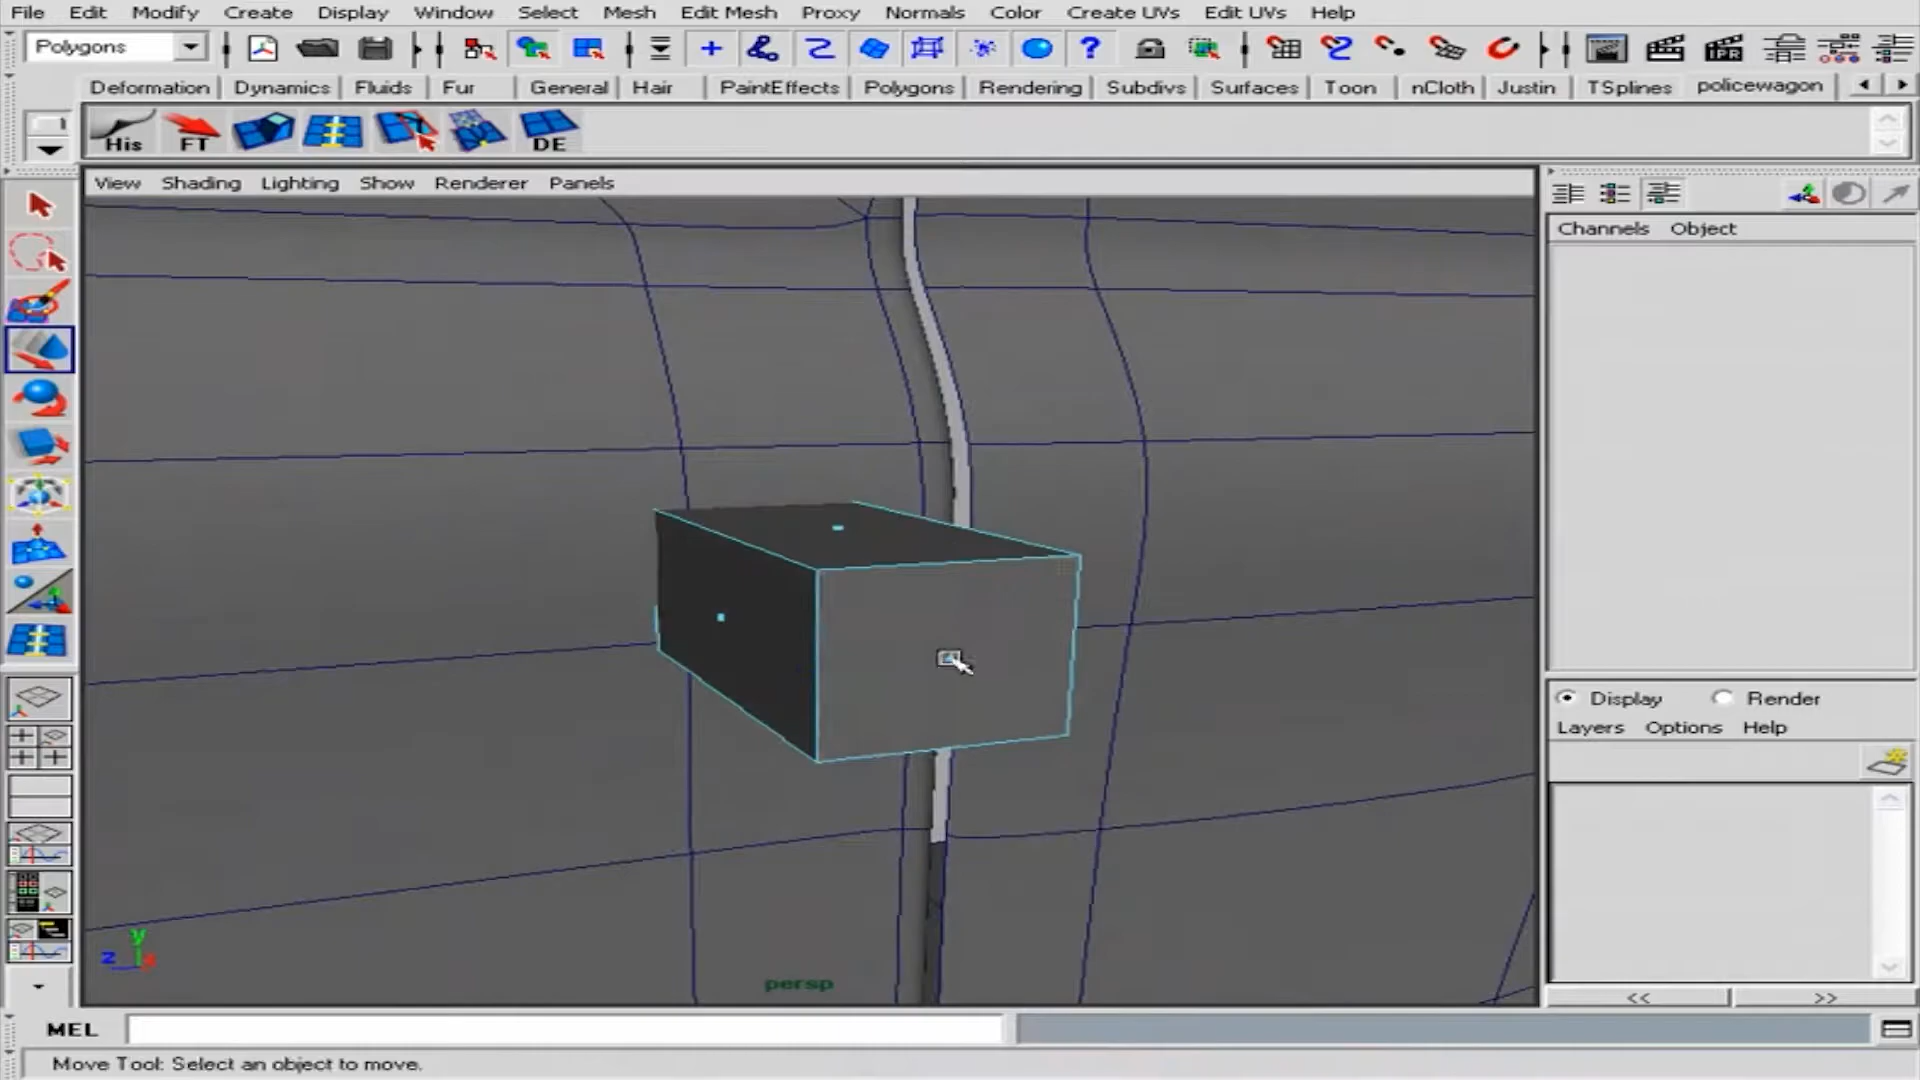 File Edit Modify Create Display Window Select Mesh Edit Mesh Proxy Normals Color Create UVs Edit UVs Help
Polygons
IPR
Deformation Dynamics Fluids Fur General Hair PaintEffects Polygons Rendering Subdivs Surfaces Toon nCloth Justin TSplines policewagon
1 His FT DE
View Shading Lighting Show Renderer Panels
Channels Object
Display Render
Layers Options Help
y
z x
persp
<< >>
MEL
Move Tool: Select an object to move.